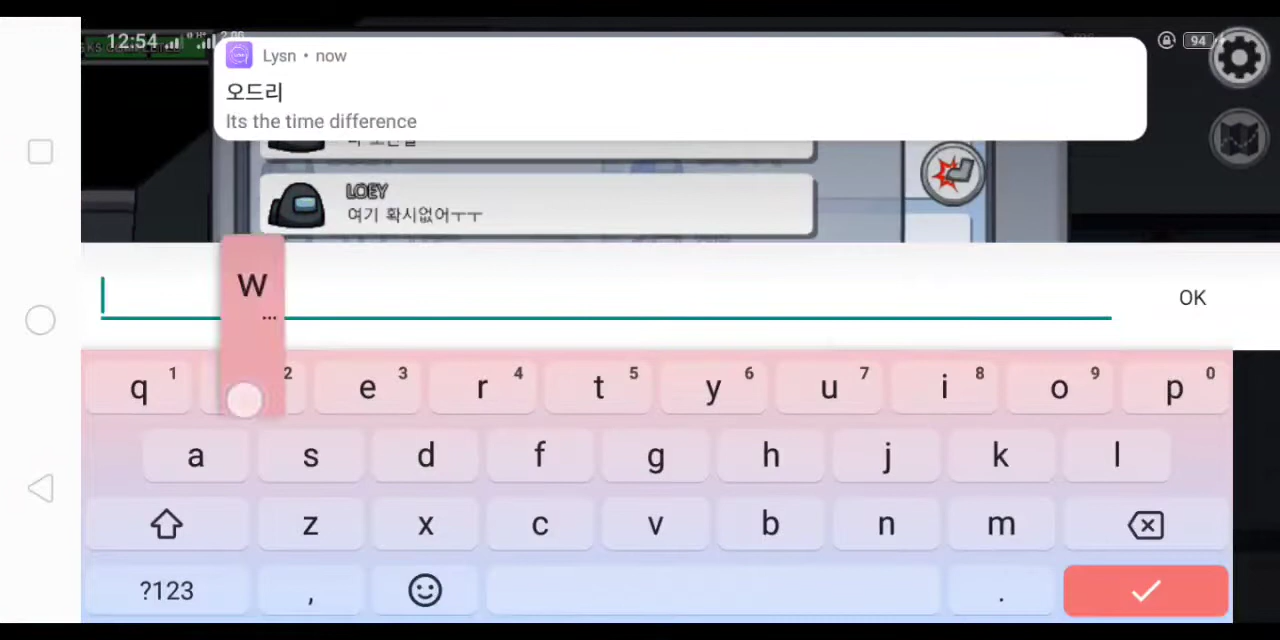 12:54
94
Lysn • now
오드리
Its the time difference
LOEY
여기 확시없어ㅜㅜ
W
...
OK
q 1 2 e 3 r 4 t 5 y 6 u 7 i 8 o 9 p 0
a s d f g h j k l
z x c v b n m
?123 , .